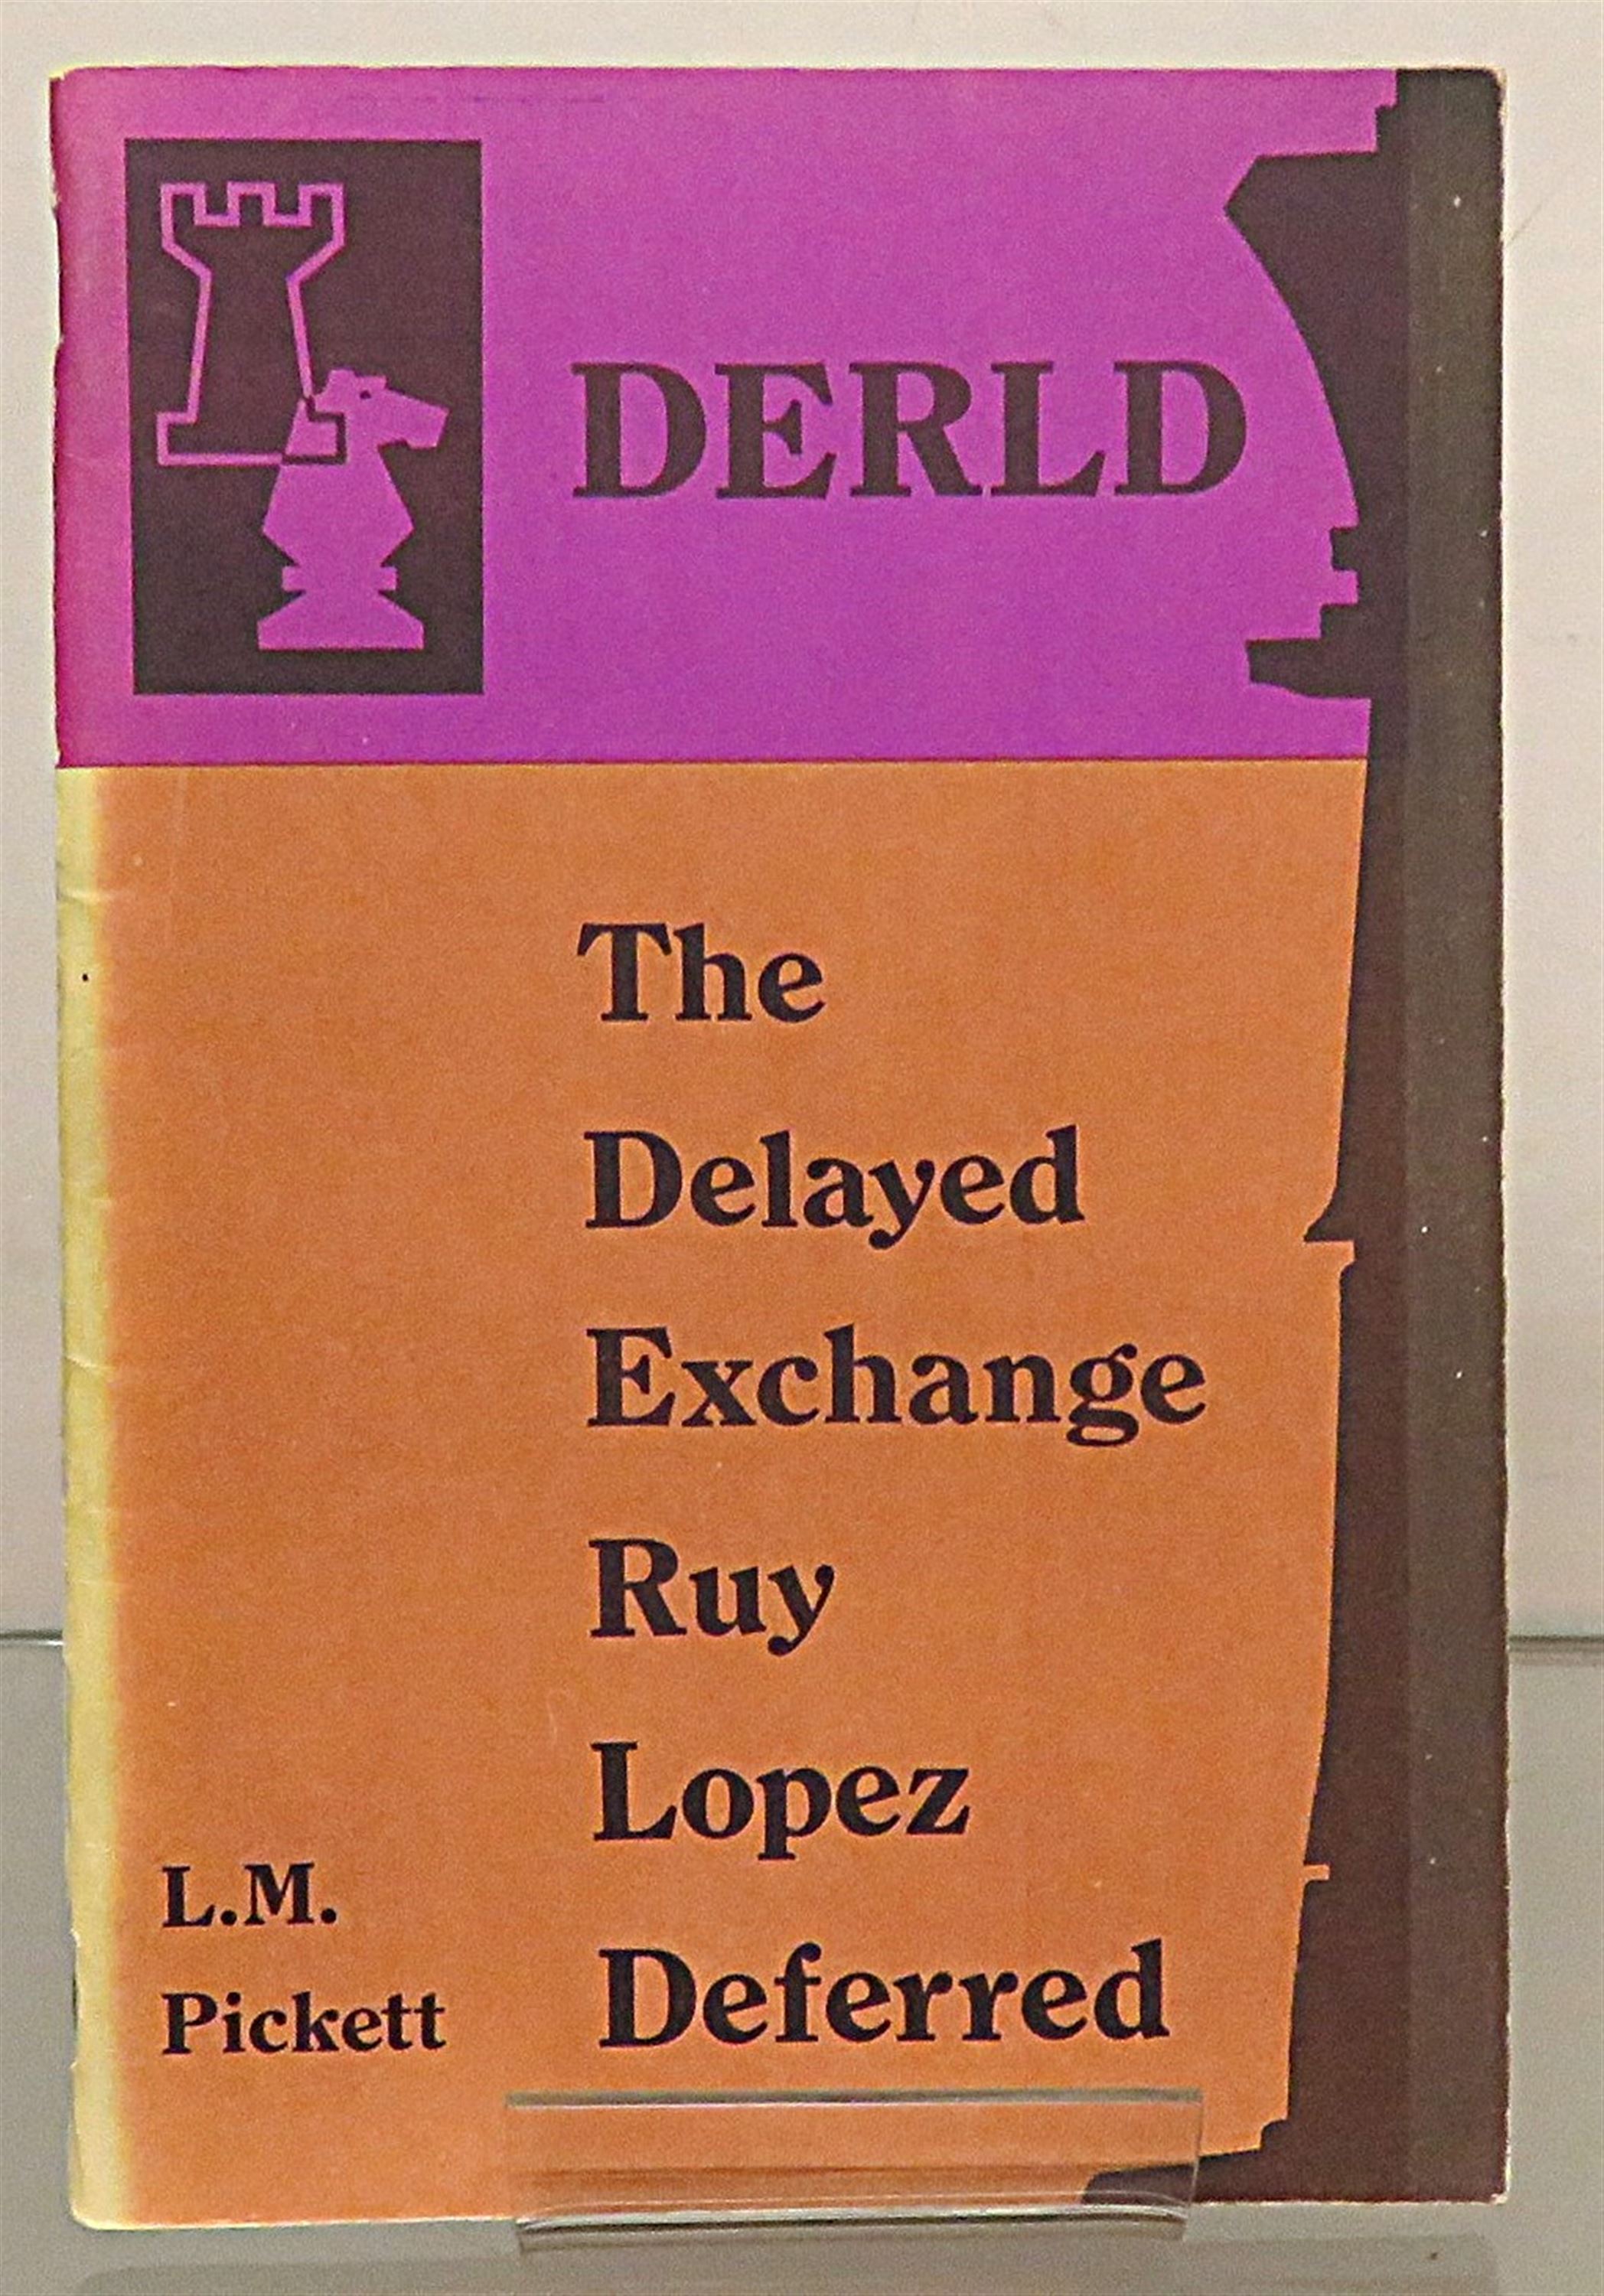 DERLD
The
Delayed
Exchange
Ruy
Lopez
Deferred
L.M.
Pickett